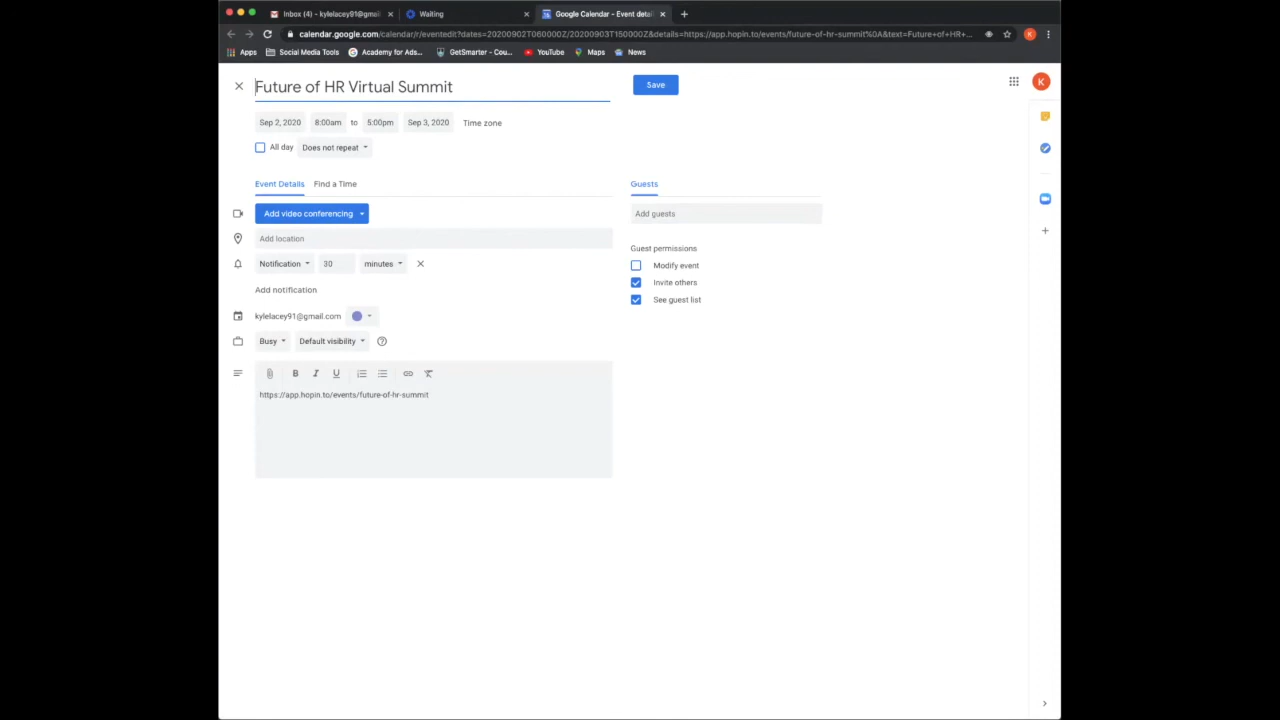 Inbox (4) - kylelacey91@gmail
Waiting
Google Calendar - Event detai
calendar.google.com/calendar/r/eventedit?dates=20200902T060000Z/20200903T150000Z&details=https://app.hopin.to/events/future-of-hr-summit%0A&text=Future+of+HR+...
K
Apps
Social Media Tools
Academy for Ads...
GetSmarter - Cou...
YouTube
Maps
News
Future of HR Virtual Summit
Save
K
Sep 2, 2020
8:00am
to
5:00pm
Sep 3, 2020
Time zone
All day
Does not repeat
Event Details
Find a Time
Guests
Add video conferencing
Add guests
Add location
Guest permissions
Notification
30
minutes
Modify event
Invite others
Add notification
See guest list
kylelacey91@gmail.com
Busy
Default visibility
B
I
U
https://app.hopin.to/events/future-of-hr-summit